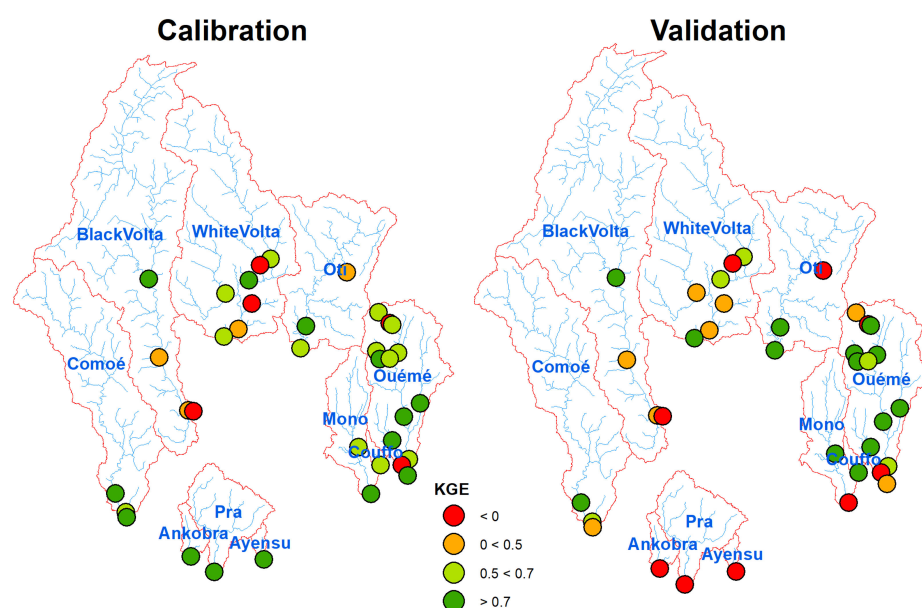 Calibration
BlackVolta
WhiteVolta
Oti
Comoé
Ouémé
Mono
Couffo
Pra
Ankobra
Ayensu
KGE
< 0
0 < 0.5
0.5 < 0.7
> 0.7
Validation
BlackVolta
WhiteVolta
Oti
Comoé
Ouémé
Mono
Couffo
Pra
Ankobra
Ayensu